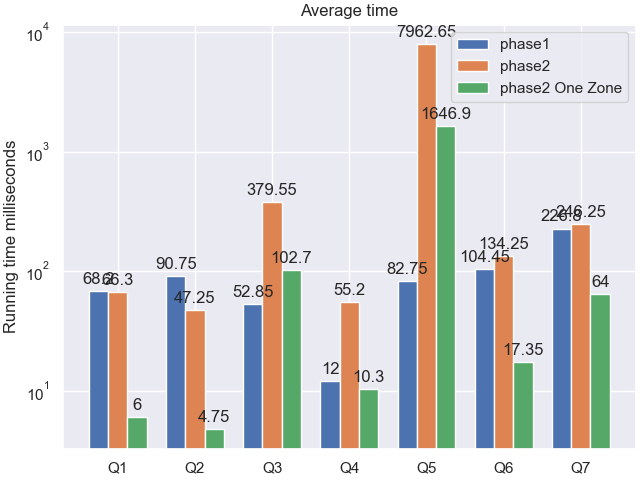 Average time
Running time milliseconds
10^4
10^3
10^2
10^1
phase1
phase2
phase2 One Zone
66.3
6
90.75
47.25
4.75
52.85
379.55
102.7
12
55.2
10.3
82.75
7962.65
1646.9
104.45
134.25
17.35
226.8
246.25
64
Q1
Q2
Q3
Q4
Q5
Q6
Q7